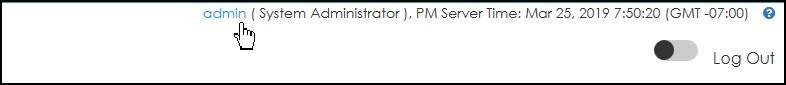 admin ( System Administrator ), PM Server Time: Mar 25, 2019 7:50:20 (GMT -07:00) ?
Log Out